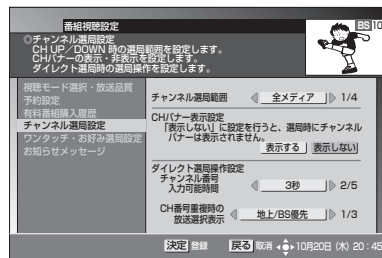 番組視聴設定
BS 10
◎チャンネル選局設定
CH UP／DOWN 時の選局範囲を設定します。
CHバナーの表示・非表示を設定します。
ダイレクト選局時の選局操作を設定します。
視聴モード選択・放送品質
予約設定
有料番組購入履歴
チャンネル選局設定
ワンタッチ・お好み選局設定
お知らせメッセージ
チャンネル選局範囲 全メディア 1/4
CHバナー表示設定
「表示しない」に設定を行うと、選局時にチャンネル
バナーは表示されません。
表示する 表示しない
ダイレクト選局操作設定
チャンネル番号
入力可能時間 3秒 2/5
CH番号重複時の
放送選択表示 地上/BS優先 1/3
決定 登録 戻る 取消 10月20日 (木) 20:45